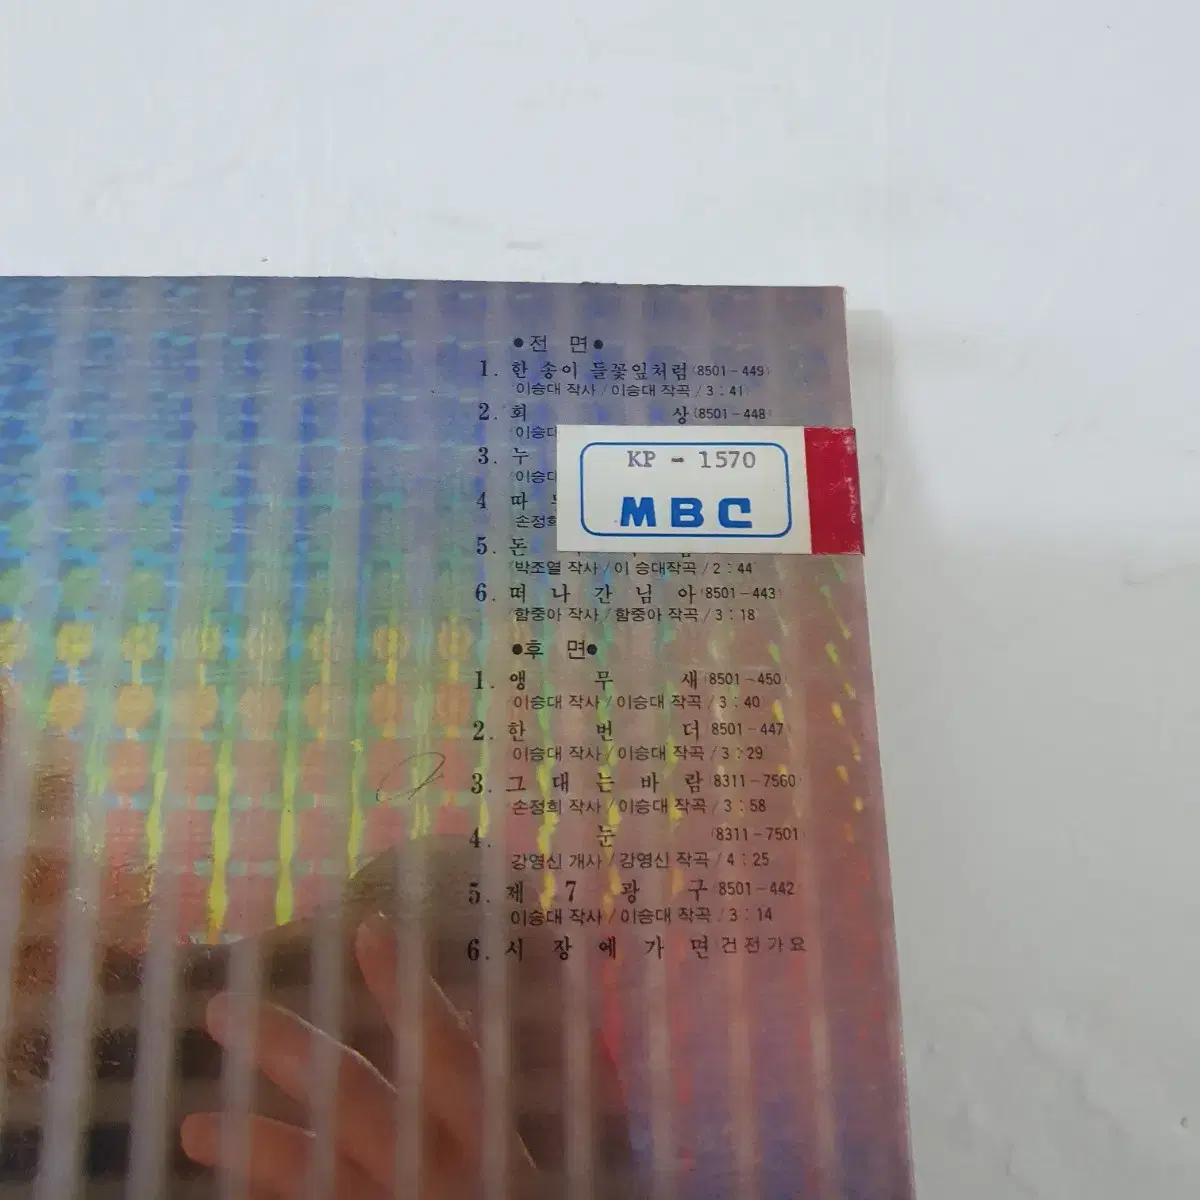 ●전 면●
1. 한 송이 들꽃잎처럼 (8501-449)
이승대 작사 / 이승대 작곡 / 3:41
2. 회 상 (8501-448)
이승대
3. 누
KP - 1570
이승대
MBC
4 따
손정희
5. 돈
박조열 작사 / 이 승대작곡 / 2:44
6. 떠 나 간 님 아 (8501-443)
함중아 작사 / 함중아 작곡 / 3:18
●후 면●
1. 앵 무 새 (8501-450)
이승대 작사 / 이승대 작곡 / 3:40
2. 한 번 더 8501-447)
이승대 작사 / 이승대 작곡 / 3:29
3. 그 대 는 바 람 (8311-7560)
손정희 작사 / 이승대 작곡 / 3:58
4. 눈 (8311-7501)
강영신 개사 / 강영신 작곡 / 4:25
5. 제 7 광 구 8501-442)
이승대 작사 / 이승대 작곡 / 3:14
6. 시 장 에 가 면 건전가요